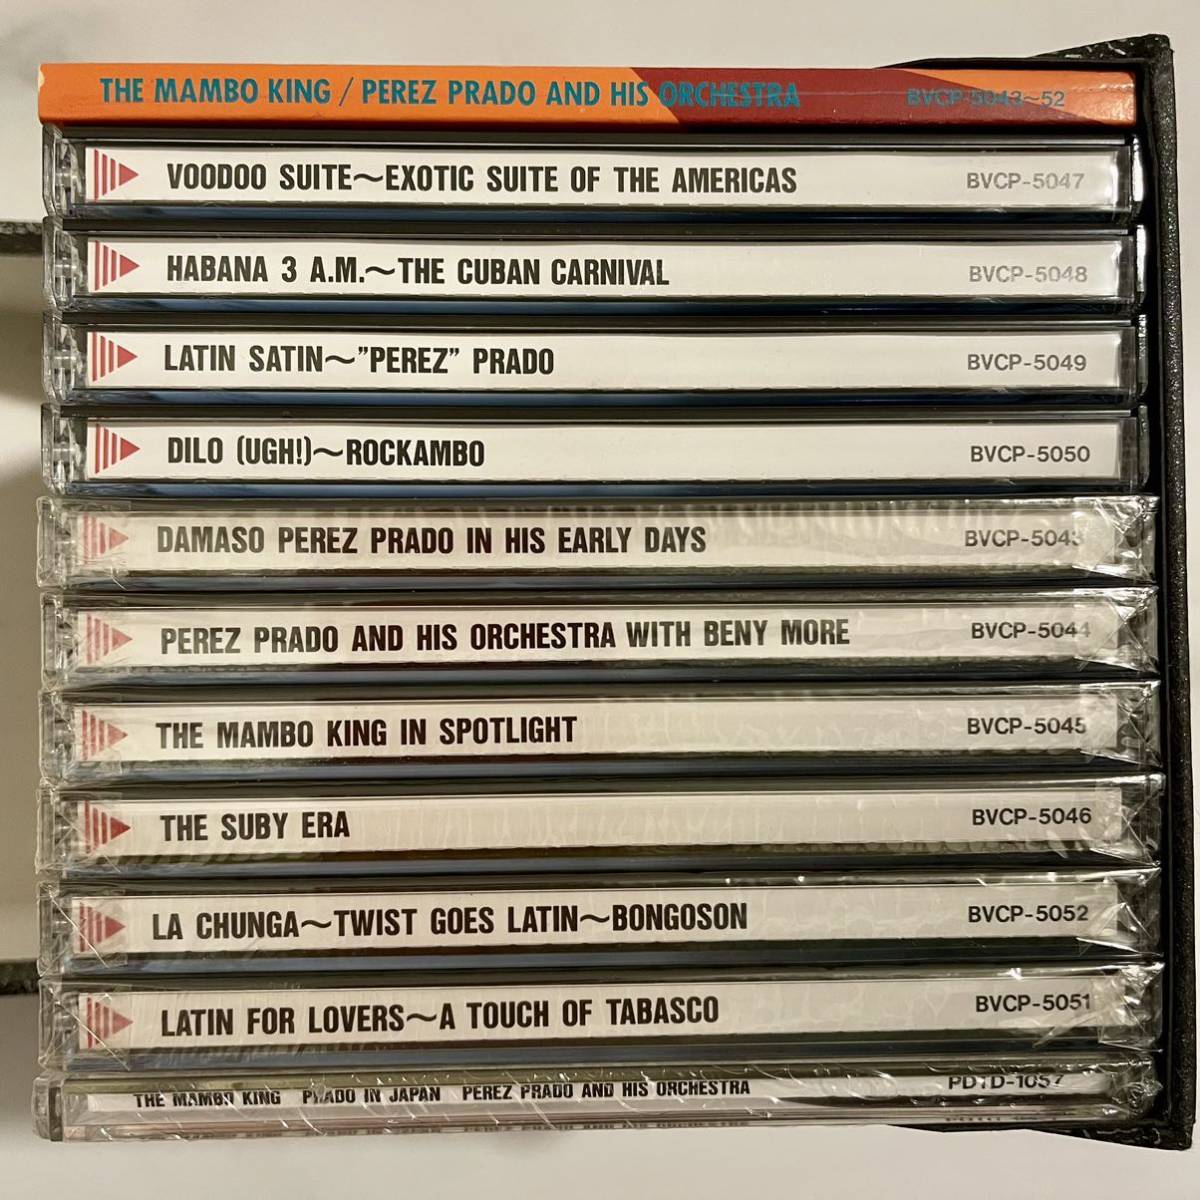 THE MAMBO KING / PEREZ PRADO AND HIS ORCHESTRA BVCP-5043~52
VOODOO SUITE~EXOTIC SUITE OF THE AMERICAS BVCP-5047
HABANA 3 A.M.~THE CUBAN CARNIVAL BVCP-5048
LATIN SATIN~"PEREZ" PRADO BVCP-5049
DILO (UGH!)~ROCKAMBO BVCP-5050
DAMASO PEREZ PRADO IN HIS EARLY DAYS BVCP-5043
PEREZ PRADO AND HIS ORCHESTRA WITH BENY MORE BVCP-5044
THE MAMBO KING IN SPOTLIGHT BVCP-5045
THE SUBY ERA BVCP-5046
LA CHUNGA~TWIST GOES LATIN~BONGOSON BVCP-5052
LATIN FOR LOVERS~A TOUCH OF TABASCO BVCP-5051
THE MAMBO KING PRADO IN JAPAN PEREZ PRADO AND HIS ORCHESTRA PDTD-1057